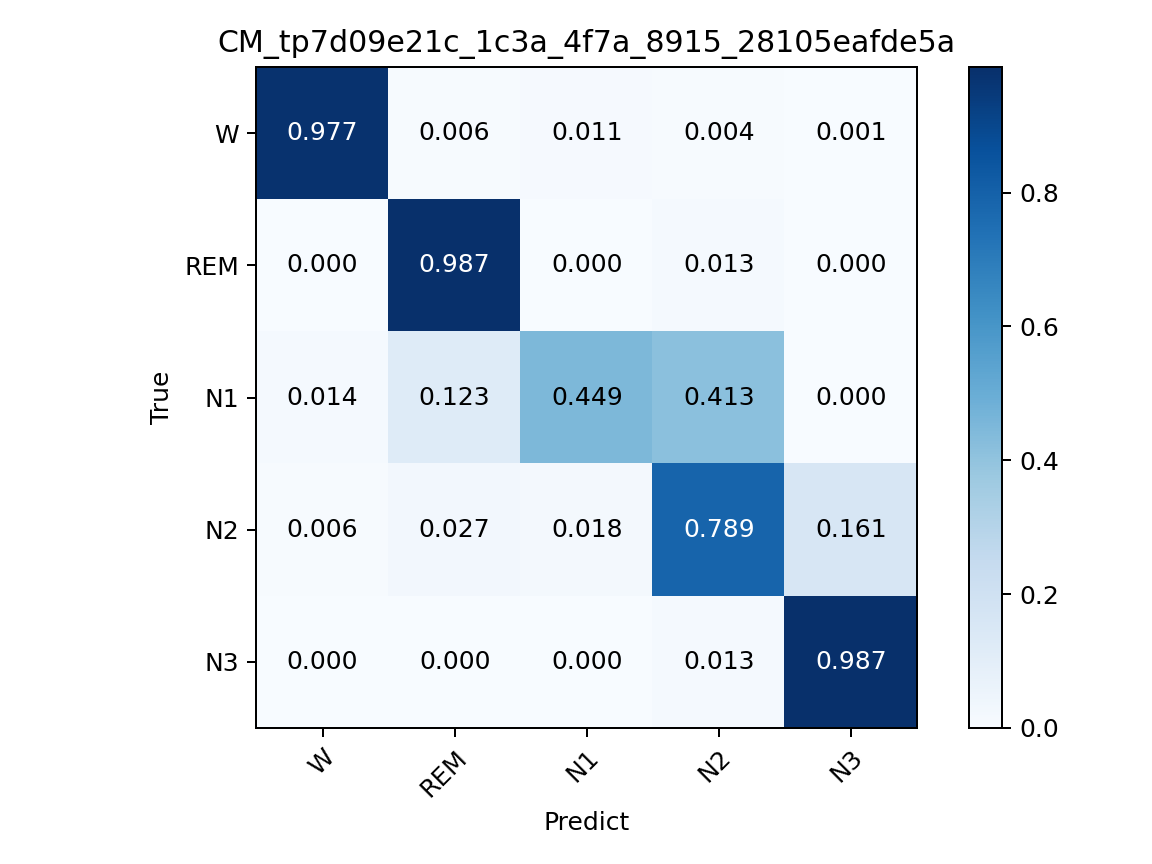 CM_tp7d09e21c_1c3a_4f7a_8915_28105eafde5a
W 0.977 0.006 0.011 0.004 0.001
REM 0.000 0.987 0.000 0.013 0.000
N1 0.014 0.123 0.449 0.413 0.000
N2 0.006 0.027 0.018 0.789 0.161
N3 0.000 0.000 0.000 0.013 0.987
True
W REM N1 N2 N3
Predict
0.8
0.6
0.4
0.2
0.0